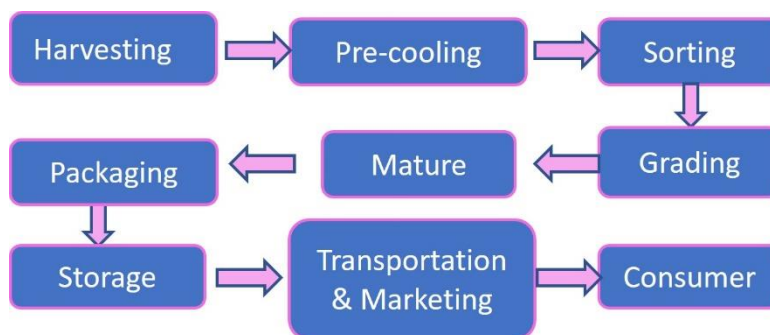 Harvesting
Pre-cooling
Sorting
Grading
Mature
Packaging
Storage
Transportation
& Marketing
Consumer